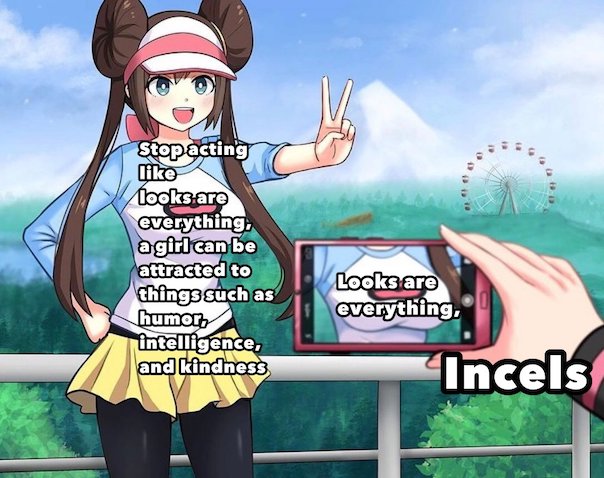 Stop acting
like
looks are
everything,
a girl can be
attracted to
things such as
humor,
intelligence,
and kindness
Looks are
everything,
Incels